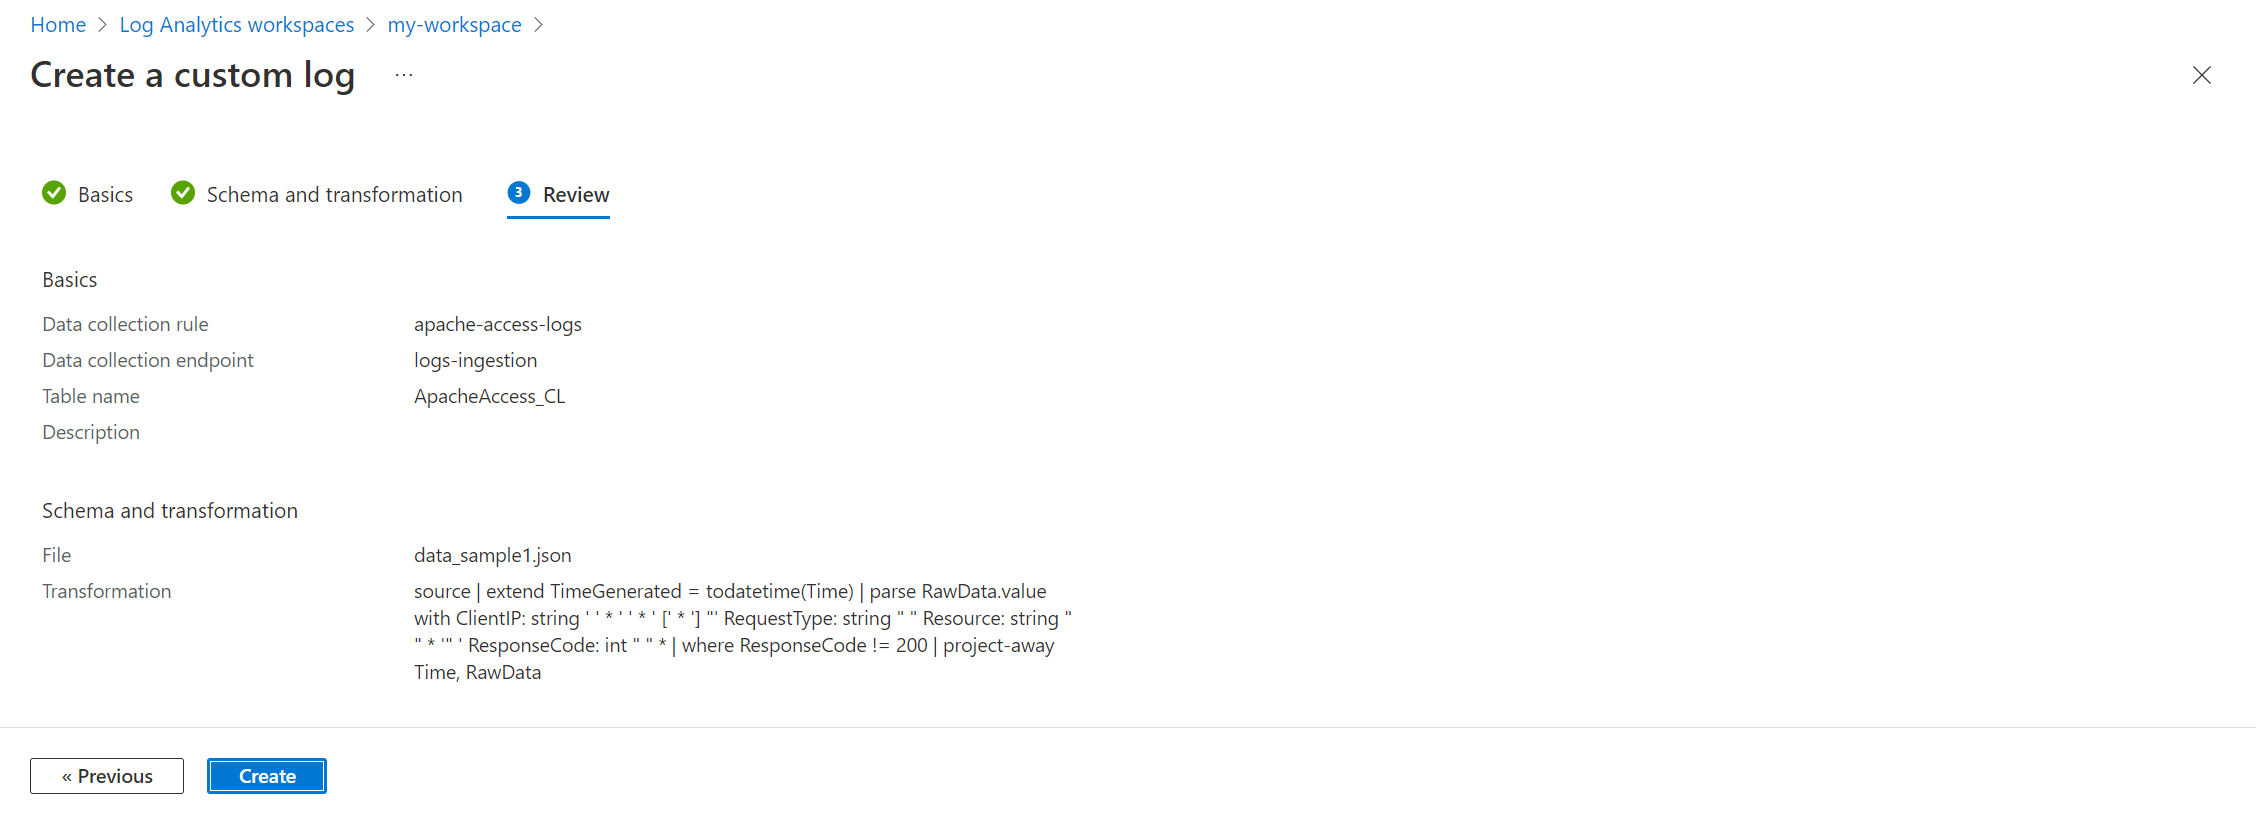 Home > Log Analytics workspaces > my-workspace >
Create a custom log ...
Basics
Schema and transformation
3 Review
Basics
Data collection rule apache-access-logs
Data collection endpoint logs-ingestion
Table name ApacheAccess_CL
Description
Schema and transformation
File data_sample1.json
Transformation source | extend TimeGenerated = todatetime(Time) | parse RawData.value
with ClientIP: string ' ' * ' ' * ' [' * '] "' RequestType: string " " Resource: string "
" * '" ' ResponseCode: int " " * | where ResponseCode != 200 | project-away
Time, RawData
« Previous
Create